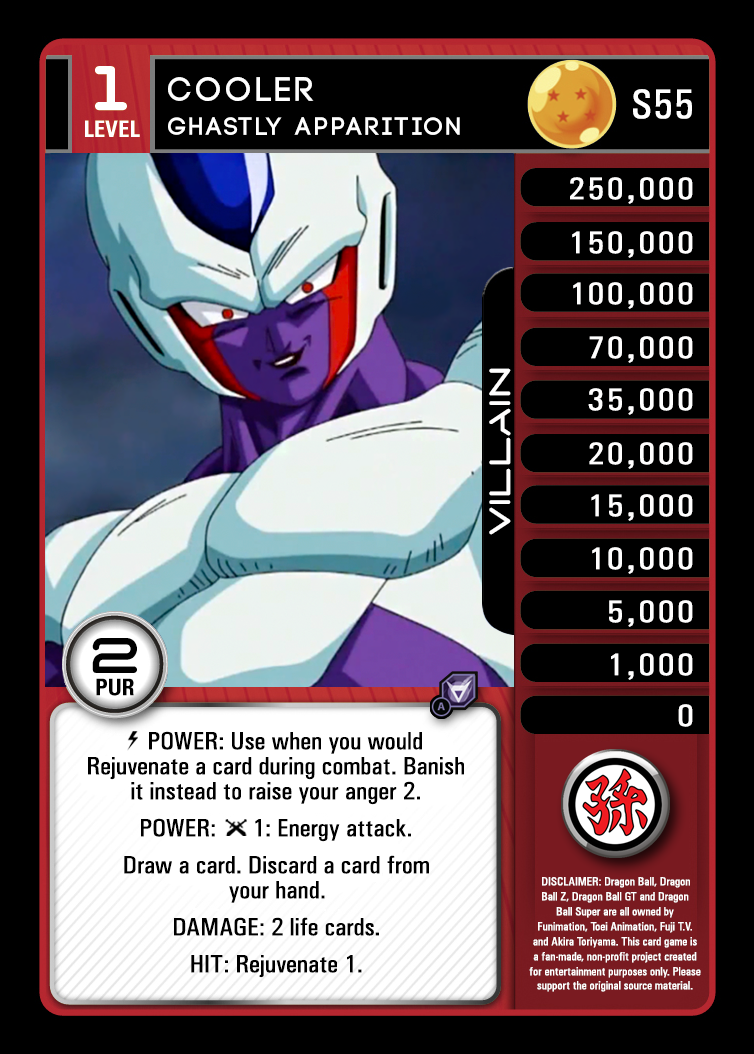 1
LEVEL
COOLER
GHASTLY APPARITION
S55
250,000
150,000
100,000
70,000
35,000
20,000
15,000
10,000
5,000
1,000
0
VILLAIN
2
PUR
A
POWER: Use when you would
Rejuvenate a card during combat. Banish
it instead to raise your anger 2.
POWER: 1: Energy attack.
Draw a card. Discard a card from
your hand.
DAMAGE: 2 life cards.
HIT: Rejuvenate 1.
孫
DISCLAIMER: Dragon Ball, Dragon
Ball Z, Dragon Ball GT and Dragon
Ball Super are all owned by
Funimation, Toei Animation, Fuji T.V.
and Akira Toriyama. This card game is
a fan-made, non-profit project created
for entertainment purposes only. Please
support the original source material.